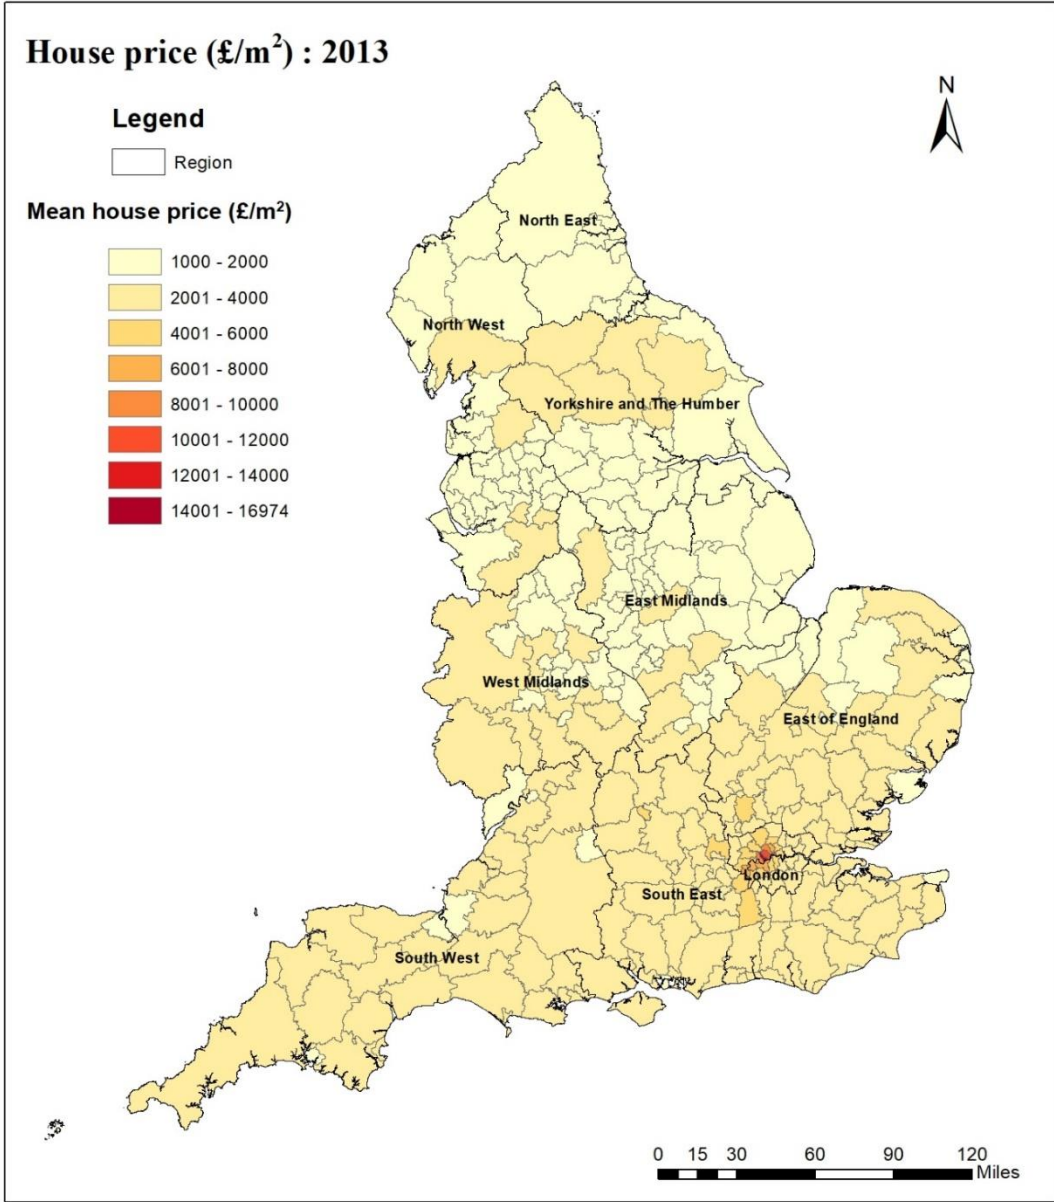 House price (£/m²) : 2013
N
Legend
Region
Mean house price (£/m²)
1000 - 2000
2001 - 4000
4001 - 6000
6001 - 8000
8001 - 10000
10001 - 12000
12001 - 14000
14001 - 16974
North East
North West
Yorkshire and The Humber
East Midlands
West Midlands
East of England
London
South East
South West
0 15 30 60 90 120
Miles